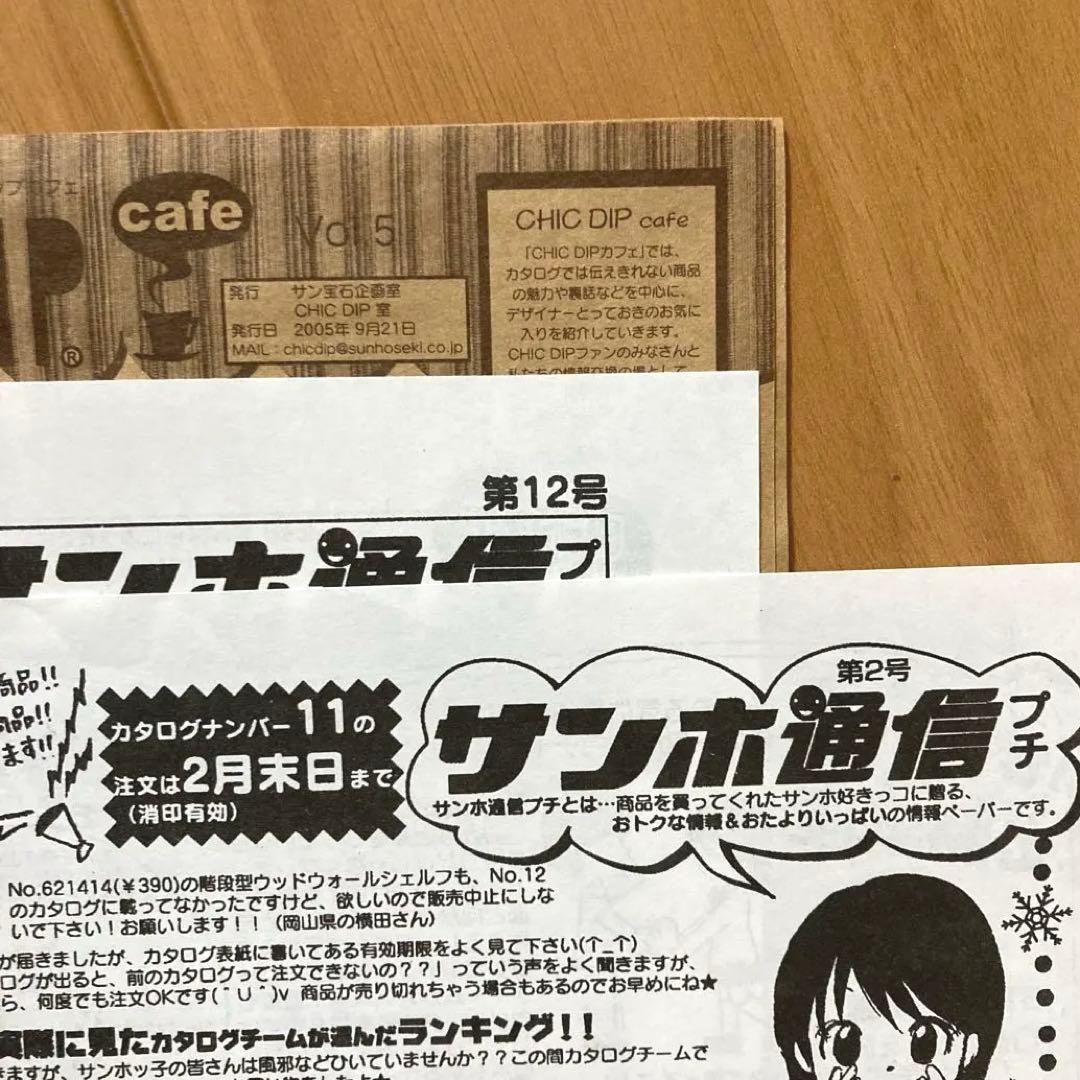 cafe
Vol.5
発行 サン宝石企画室
CHIC DIP 室
発行日 2005年 9月21日
MAIL : chicdip@sunhoseki.co.jp
CHIC DIP cafe
「CHIC DIPカフェ」では、
カタログでは伝えきれない商品
の魅力や裏話などを中心に、
デザイナーとっておきのお気に
入りを紹介していきます。
CHIC DIPファンのみなさんと
®
第12号
サンホ通信プ
商品!!
商品!!
ます!!
カタログナンバー11の
注文は2月末日まで
(消印有効)
第2号
サンホ通信
プチ
サンホ通信プチとは…商品を買ってくれたサンホ好きっコに贈る、
おトクな情報&おたよりいっぱいの情報ペーパーです。
No.621414(¥390)の階段型ウッドウォールシェルフも、No.12
のカタログに載ってなかったですけど、欲しいので販売中止にしな
いで下さい!お願いします!! (岡山県の横田さん)
が届きましたが、カタログ表紙に書いてある有効期限をよく見て下さい(↑_↑)
ログが出ると、前のカタログって注文できないの??」っていう声をよく聞きますが、
ら、何度でも注文OKです(^U^)v 商品が売り切れちゃう場合もあるのでお早めにね★
実際に見たカタログチームが選んだランキング!!
きますが、サンホッ子の皆さんは風邪などひいていませんか??この間カタログチームで